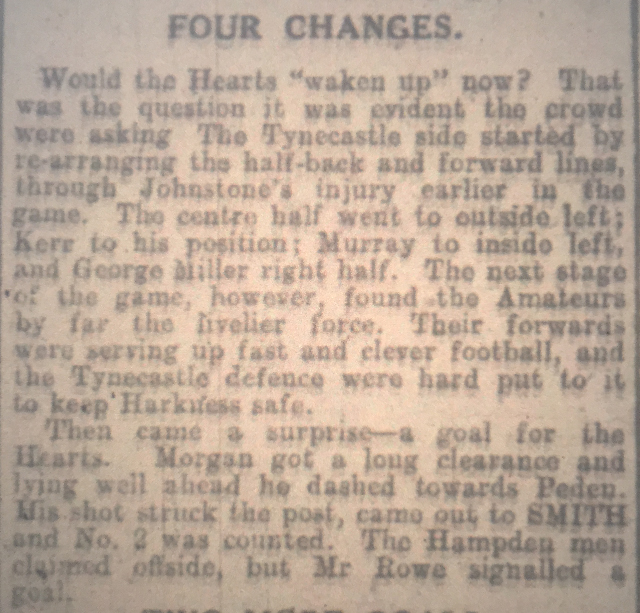 FOUR CHANGES.
Would the Hearts "waken up" now? That
was the question it was evident the crowd
were asking The Tynecastle side started by
re-arranging the half-back and forward lines,
through Johnstone's injury earlier in the
game. The centre half went to outside left;
Kerr to his position; Murray to inside left,
and George Miller right half. The next stage
of the game, however, found the Amateurs
by far the livelier force. Their forwards
were serving up fast and clever football, and
the Tynecastle defence were hard put to it
to keep Harkness safe.
Then came a surprise—a goal for the
Hearts. Morgan got a long clearance and
lying well ahead he dashed towards Peden.
His shot struck the post, came out to SMITH
and No. 2 was counted. The Hampden men
claimed offside, but Mr Rowe signalled a
goal.